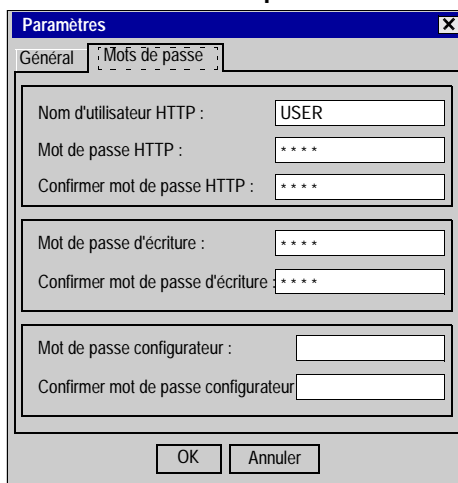 Paramètres
Général Mots de passe
Nom d'utilisateur HTTP : USER
Mot de passe HTTP : * * * *
Confirmer mot de passe HTTP : * * * *
Mot de passe d'écriture : * * * *
Confirmer mot de passe d'écriture : * * * *
Mot de passe configurateur :
Confirmer mot de passe configurateur
OK Annuler